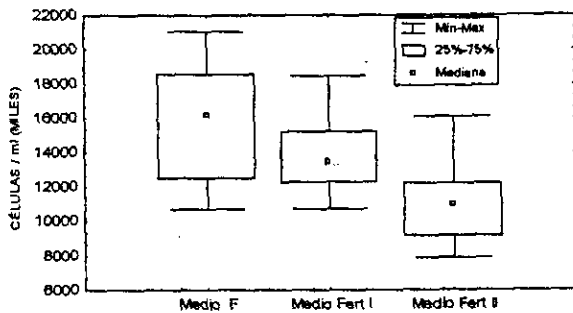 22000
20000
18000
16000
14000
12000
10000
8000
6000
CÉLULAS / ml (MILES)
Min-Max
25%-75%
Mediana
Medio F
Medio Fert I
Medio Fert II